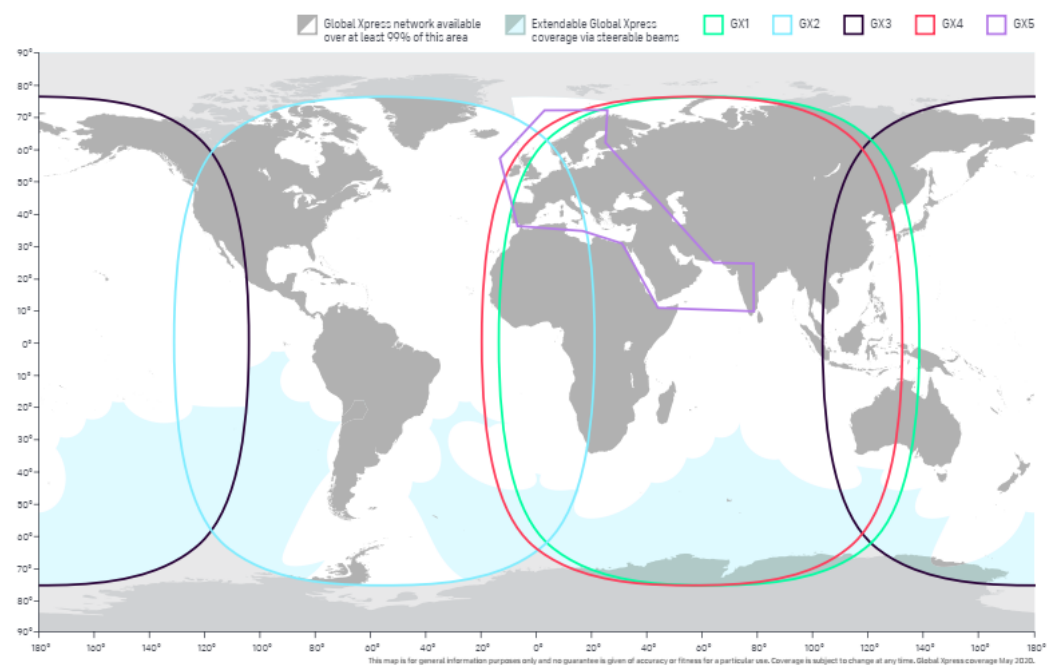 Global Xpress network available
over at least 99% of this area
Extendable Global Xpress
coverage via steerable beams
GX1
GX2
GX3
GX4
GX5
90°
80°
70°
60°
50°
40°
30°
20°
10°
0°
10°
20°
30°
40°
50°
60°
70°
80°
90°
180° 160° 140° 120° 100° 80° 60° 40° 20° 0° 20° 40° 60° 80° 100° 120° 140° 160° 180°
This map is for general information purposes only and no guarantee is given of accuracy or fitness for a particular use. Coverage is subject to change at any time. Global Xpress coverage May 2020.